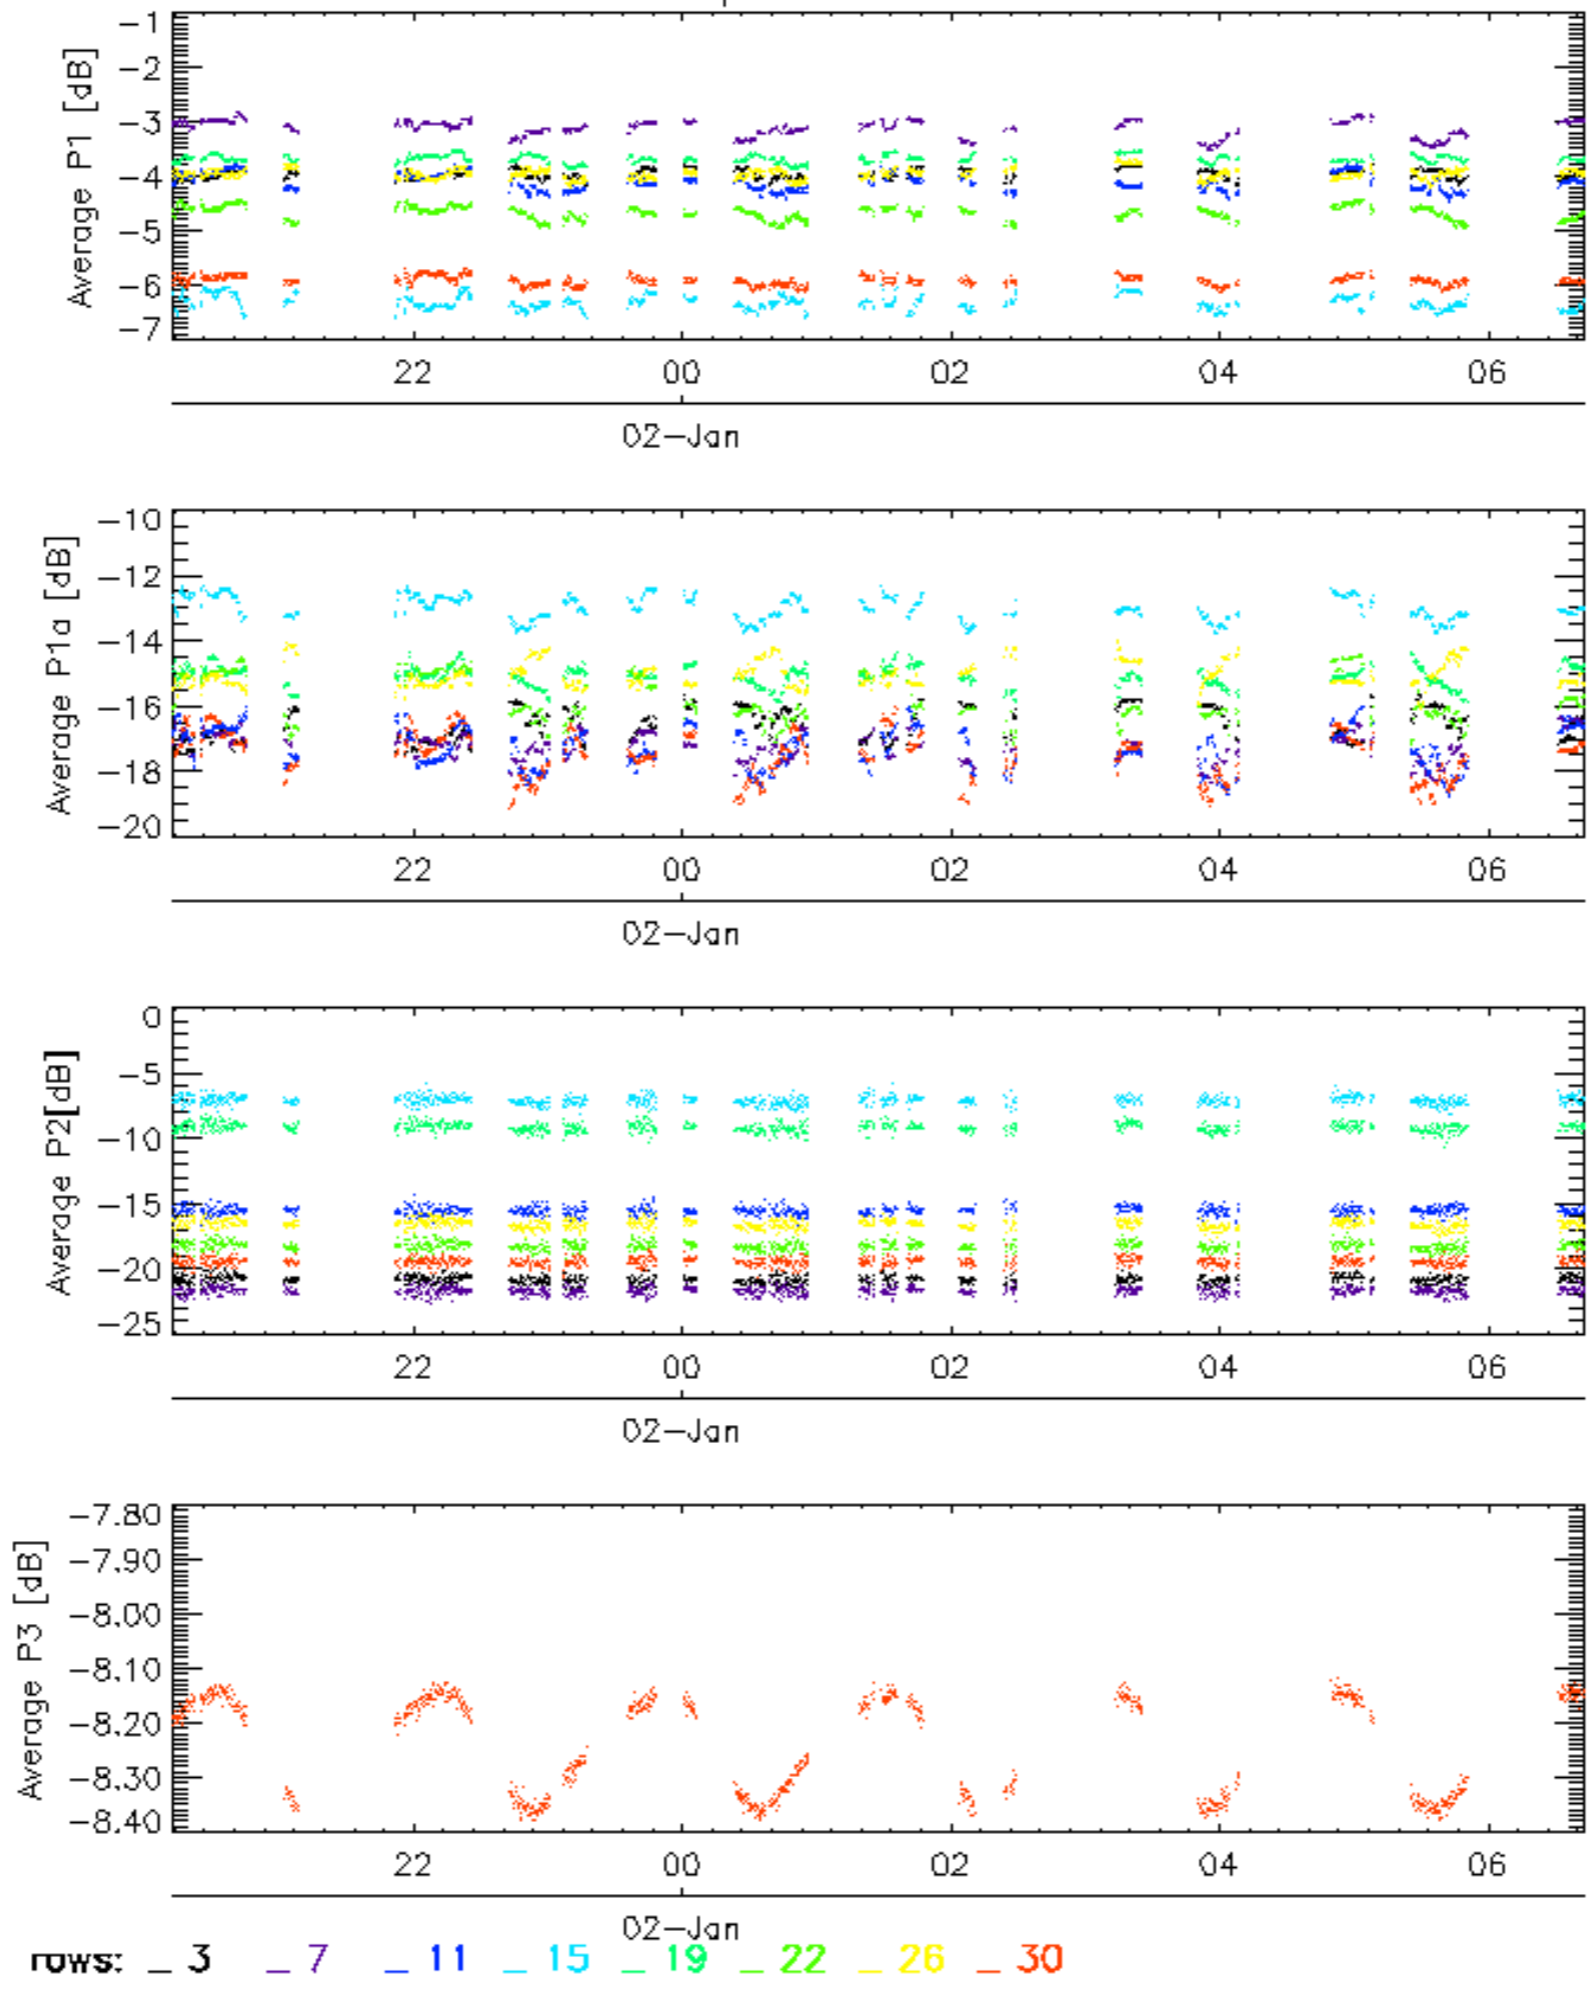 Average P1 [dB]
-1
-2
-3
-4
-5
-6
-7
22 00 02 04 06
02-Jan
Average P1a [dB]
-10
-12
-14
-16
-18
-20
22 00 02 04 06
02-Jan
Average P2[dB]
0
-5
-10
-15
-20
-25
22 00 02 04 06
02-Jan
Average P3 [dB]
-7.80
-7.90
-8.00
-8.10
-8.20
-8.30
-8.40
22 00 02 04 06
02-Jan
rows: _ 3 _ 7 _ 11 _ 15 _ 19 _ 22 _ 26 _ 30